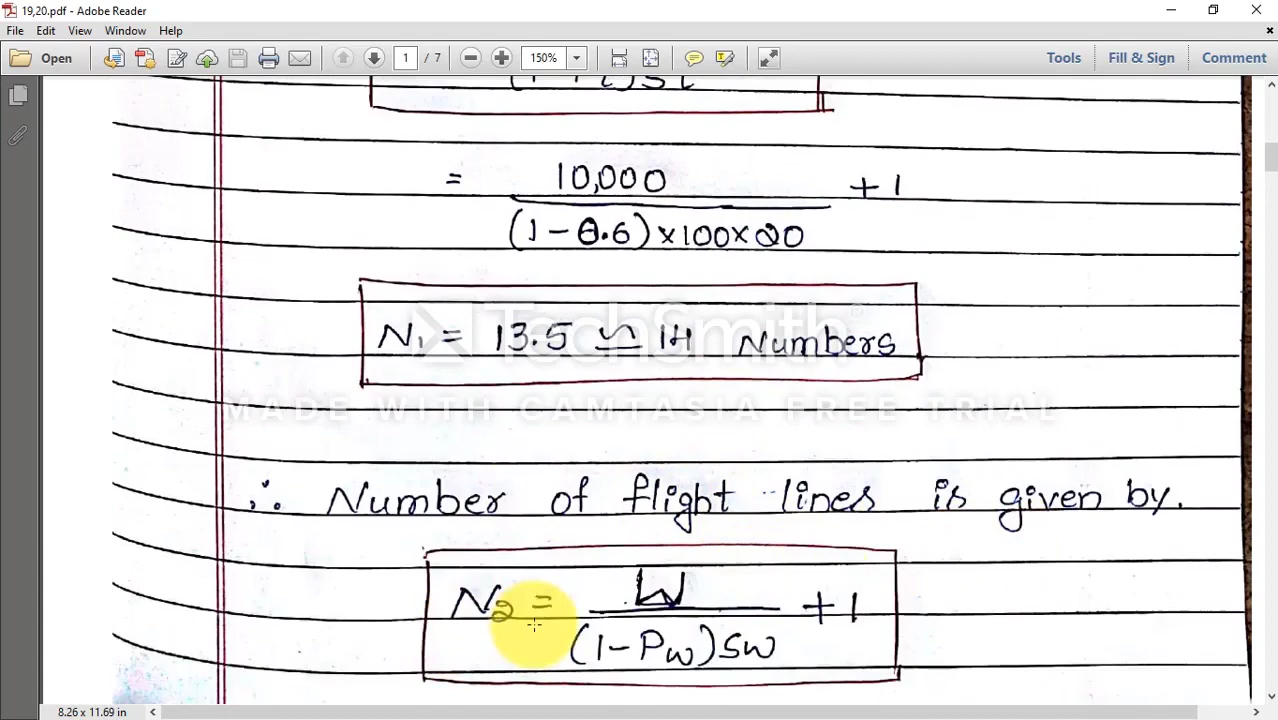 19,20.pdf - Adobe Reader
File Edit View Window Help
Open 1 / 7 150% Tools Fill & Sign Comment
= 10,000 + 1
(1 - 0.6) × 100 × 20
N1 = 13.5 ≃ 14 Numbers
TechSmith
MADE WITH CAMTASIA FREE TRIAL
∴ Number of flight lines is given by.
N2 = W + 1
(1 - Pw) Sw
8.26 x 11.69 in